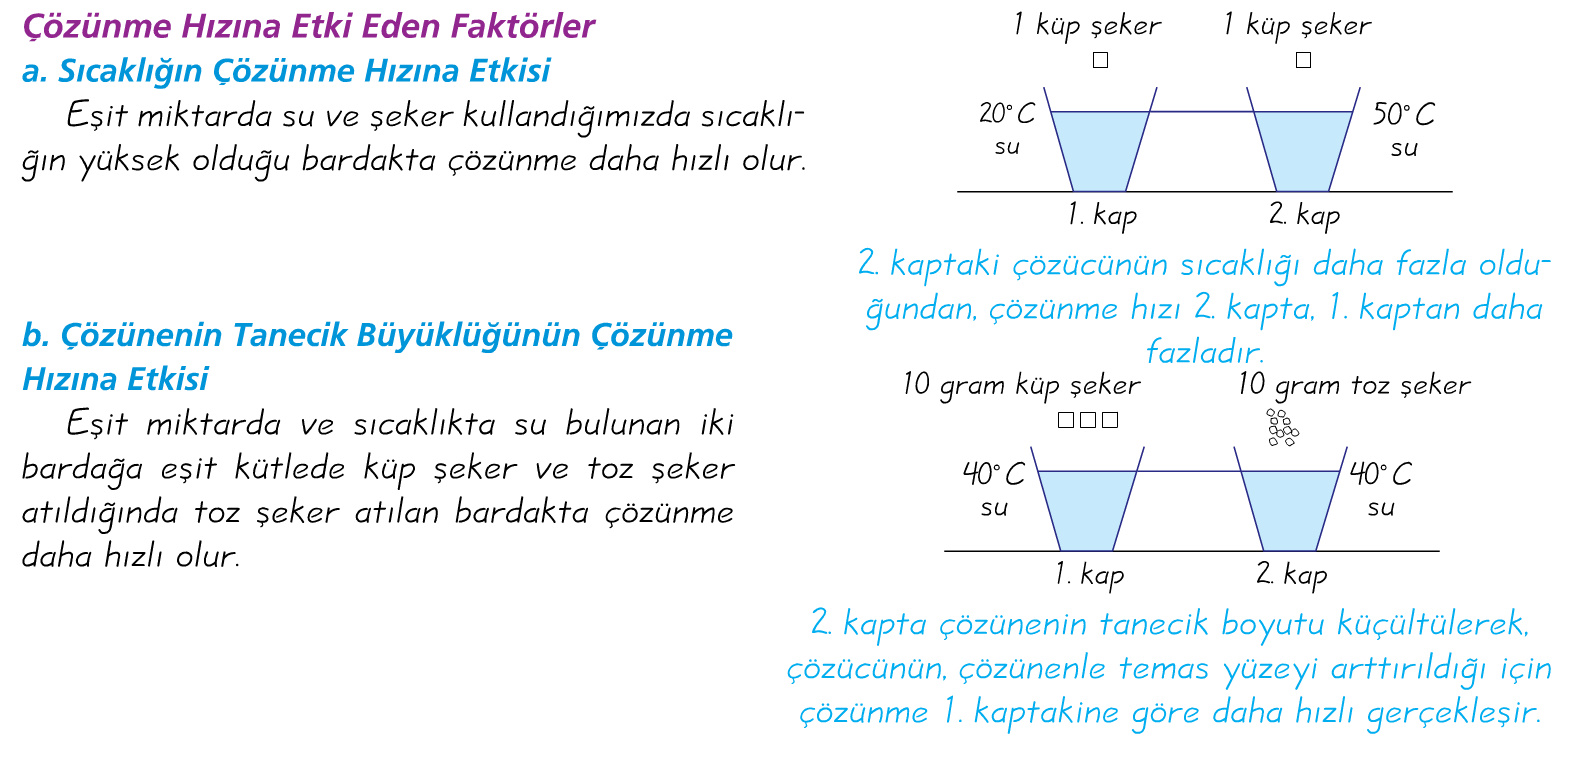 Çözünme Hızına Etki Eden Faktörler
a. Sıcaklığın Çözünme Hızına Etkisi
Eşit miktarda su ve şeker kullandığımızda sıcaklı-
ğın yüksek olduğu bardakta çözünme daha hızlı olur.
1 küp şeker 1 küp şeker
20° C 50° C
su su
1. kap 2. kap
2. kaptaki çözücünün sıcaklığı daha fazla oldu-
ğundan, çözünme hızı 2. kapta, 1. kaptan daha
fazladır.
b. Çözünenin Tanecik Büyüklüğünün Çözünme
Hızına Etkisi
Eşit miktarda ve sıcaklıkta su bulunan iki
bardağa eşit kütlede küp şeker ve toz şeker
atıldığında toz şeker atılan bardakta çözünme
daha hızlı olur.
10 gram küp şeker 10 gram toz şeker
40° C 40° C
su su
1. kap 2. kap
2. kapta çözünenin tanecik boyutu küçültülerek,
çözücünün, çözünenle temas yüzeyi arttırıldığı için
çözünme 1. kaptakine göre daha hızlı gerçekleşir.